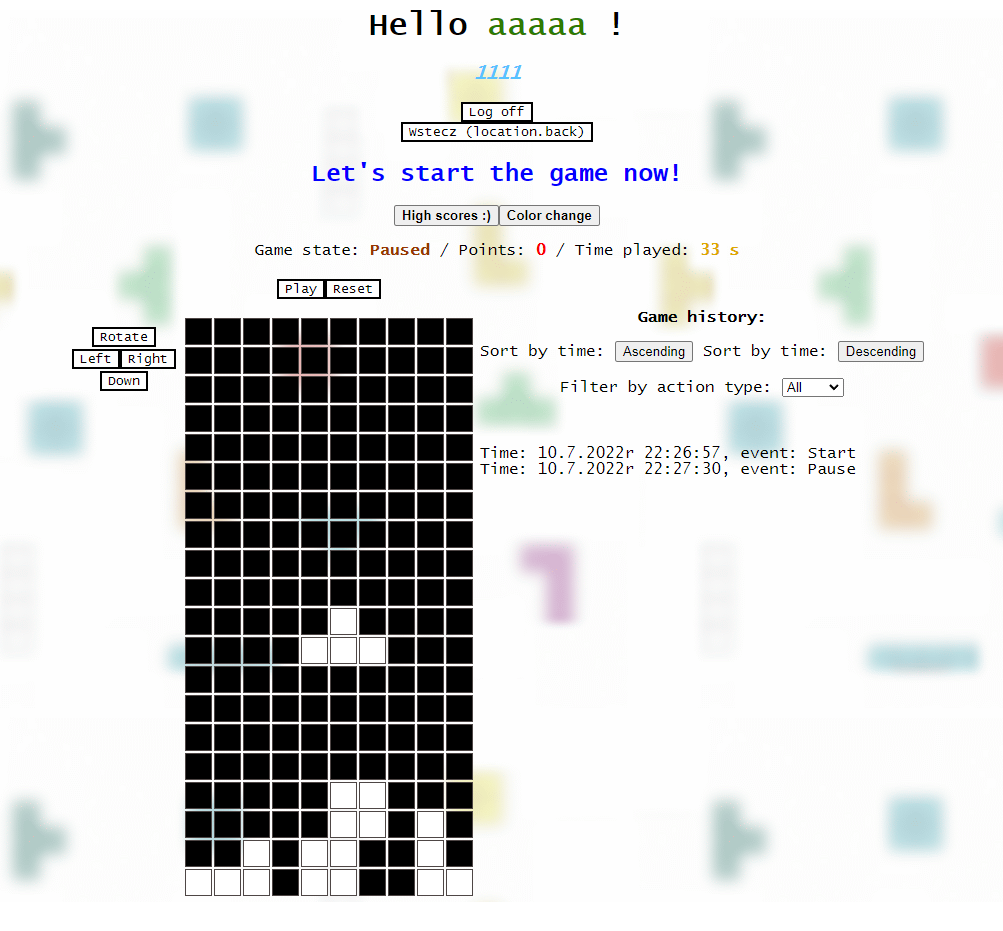 Hello aaaaa !
1111
Log off
Wstecz (location.back)
Let's start the game now!
High scores :) Color change
Game state: Paused / Points: 0 / Time played: 33 s
Play Reset
Rotate
Left Right
Down
Game history:
Sort by time: Ascending Sort by time: Descending
Filter by action type: All
Time: 10.7.2022r 22:26:57, event: Start
Time: 10.7.2022r 22:27:30, event: Pause